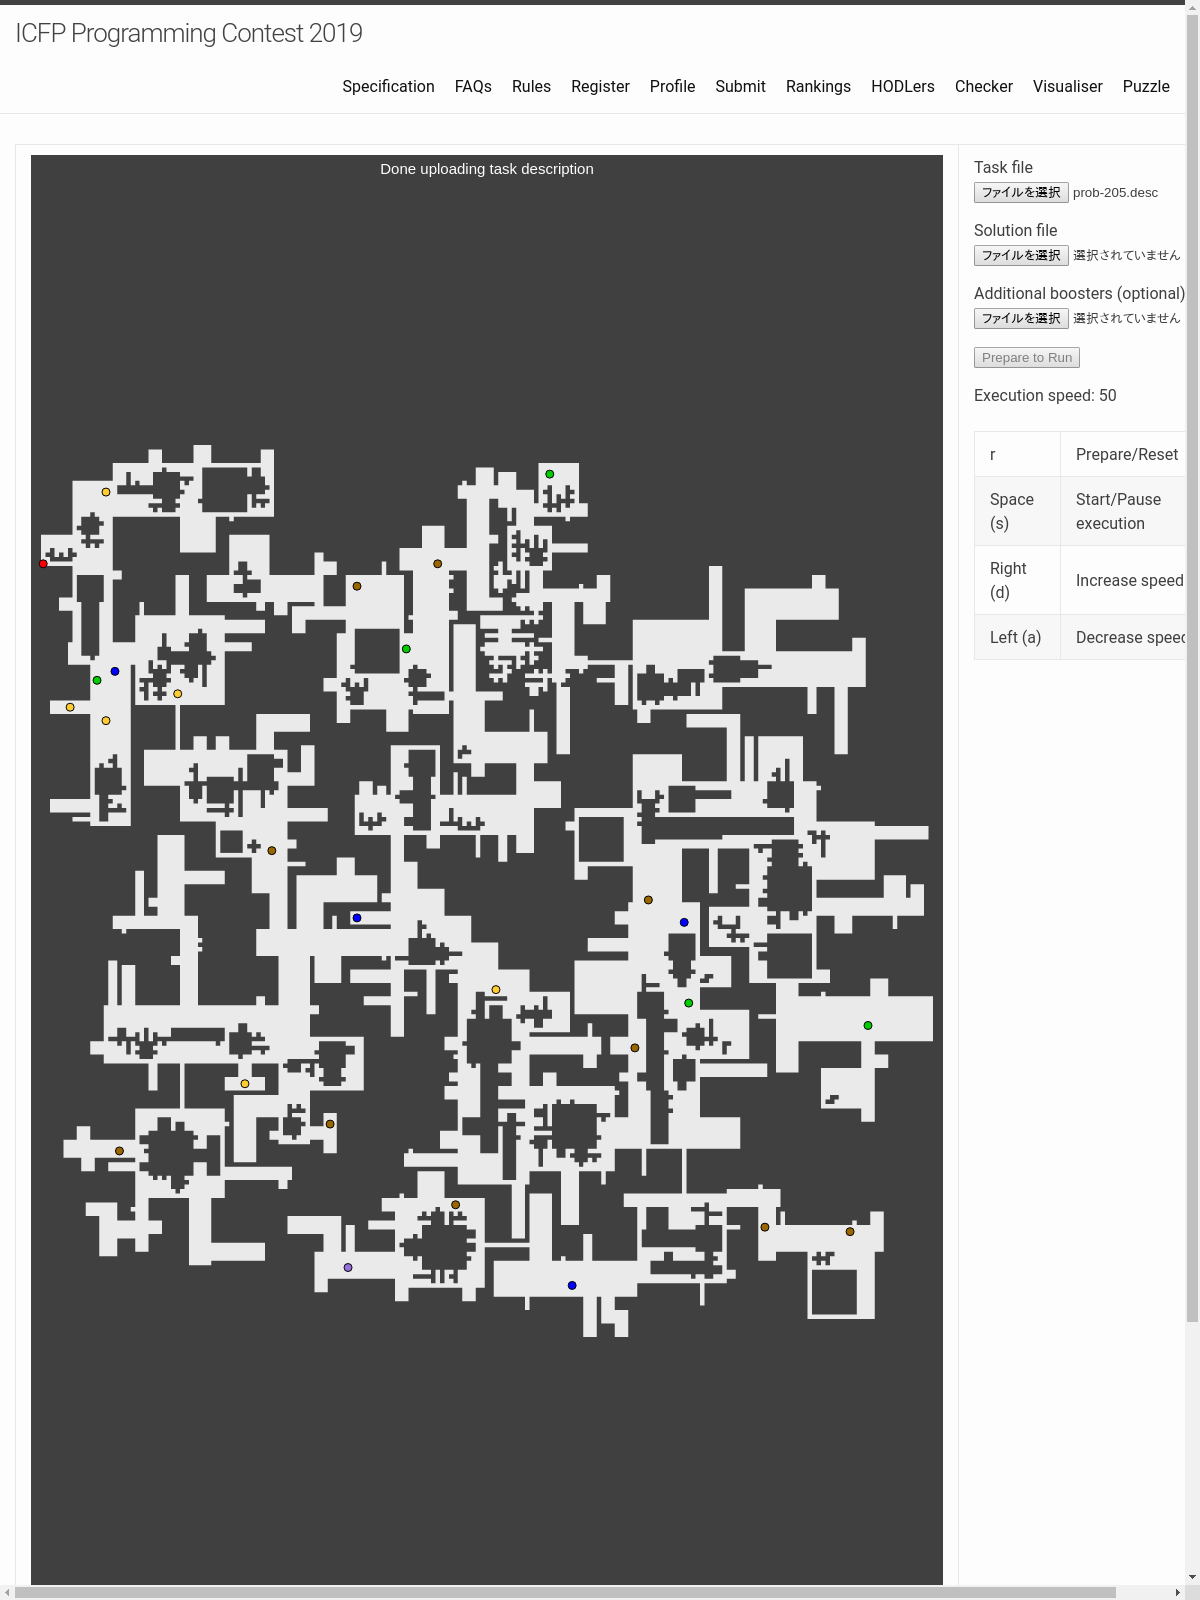 ICFP Programming Contest 2019
Specification FAQs Rules Register Profile Submit Rankings HODLers Checker Visualiser Puzzle
Done uploading task description
Task file
ファイルを選択 prob-205.desc
Solution file
ファイルを選択 選択されていません
Additional boosters (optional)
ファイルを選択 選択されていません
Prepare to Run
Execution speed: 50
r Prepare/Reset
Space (s) Start/Pause execution
Right (d) Increase speed
Left (a) Decrease speed